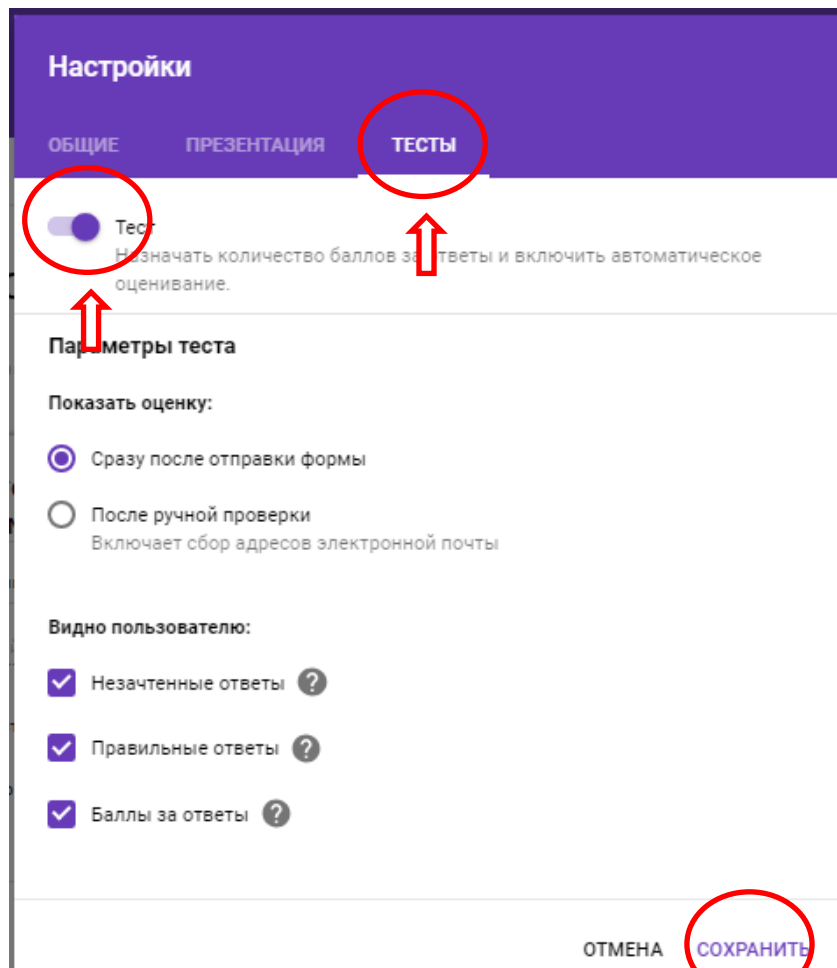 Настройки
ОБЩИЕ ПРЕЗЕНТАЦИЯ ТЕСТЫ
Тест
Назначать количество баллов за ответы и включить автоматическое
оценивание.
Параметры теста
Показать оценку:
Сразу после отправки формы
После ручной проверки
Включает сбор адресов электронной почты
Видно пользователю:
Незачтенные ответы ?
Правильные ответы ?
Баллы за ответы ?
ОТМЕНА СОХРАНИТЬ